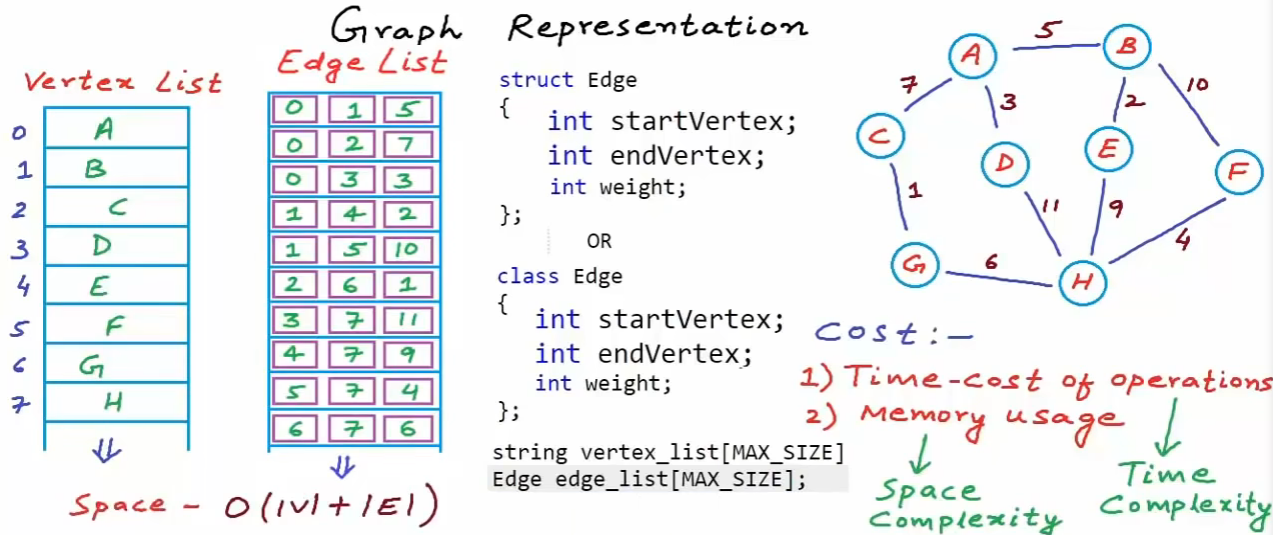 Graph Representation
Vertex List
0 A
1 B
2 C
3 D
4 E
5 F
6 G
7 H
Edge List
0 1 5
0 2 7
0 3 3
1 4 2
1 5 10
2 6 1
3 7 11
4 7 9
5 7 4
6 7 6
Space - O(|V|+|E|)
struct Edge
{
int startVertex;
int endVertex;
int weight;
};
OR
class Edge
{
int startVertex;
int endVertex;
int weight;
};
string vertex_list[MAX_SIZE]
Edge edge_list[MAX_SIZE];
A 5 B
7 3 2 10
C D E F
1 11 9 4
G 6 H
Cost:-
1) Time-cost of operations
2) Memory usage
Space Complexity
Time Complexity